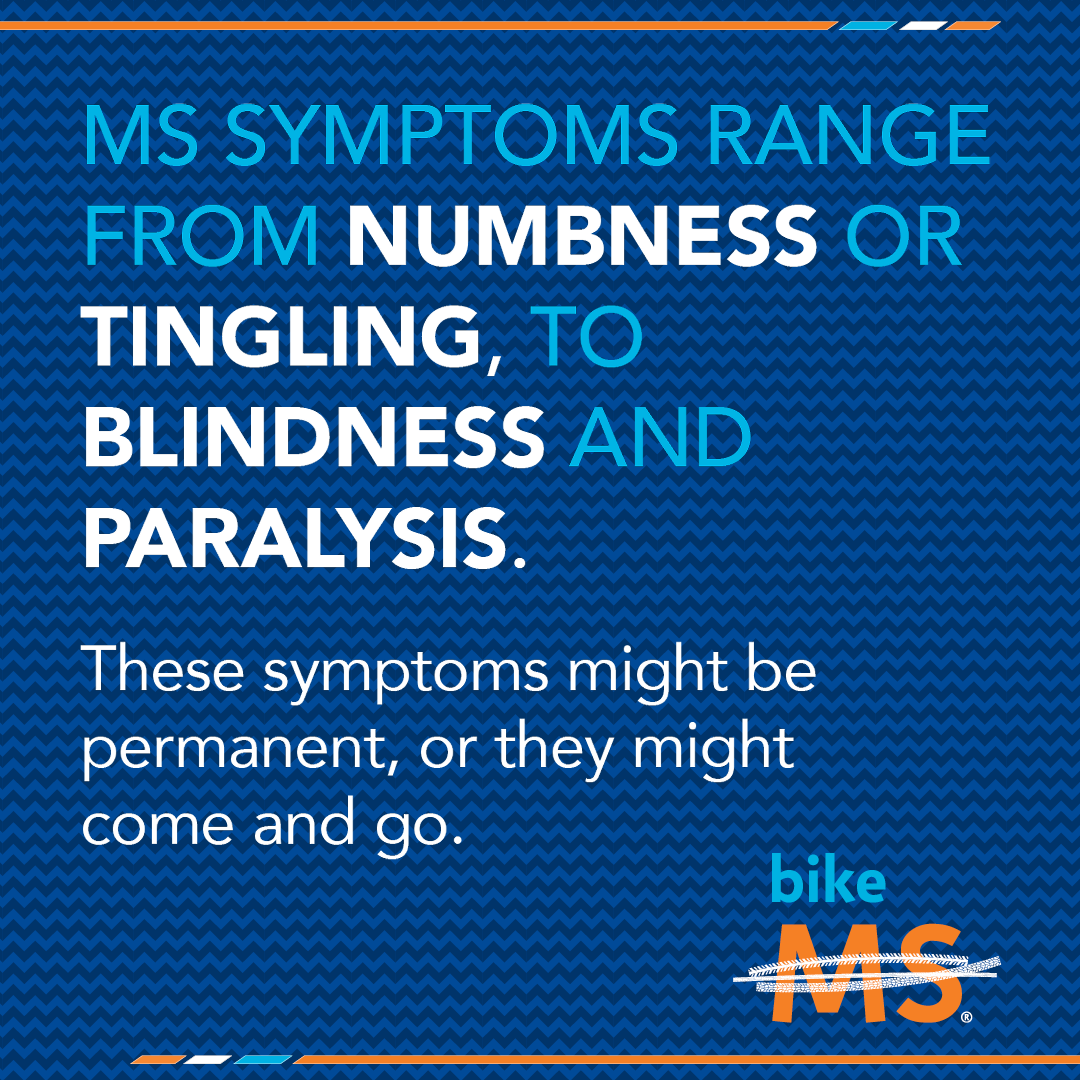 MS SYMPTOMS RANGE
FROM NUMBNESS OR
TINGLING, TO
BLINDNESS AND
PARALYSIS.
These symptoms might be
permanent, or they might
come and go.
bike
MS®